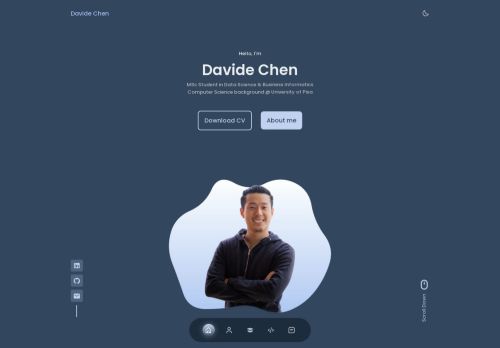 Davide Chen
Hello, I'm
Davide Chen
MSc Student in Data Science & Business Informatics
Computer Science background @ University of Pisa
Download CV
About me
Scroll Down